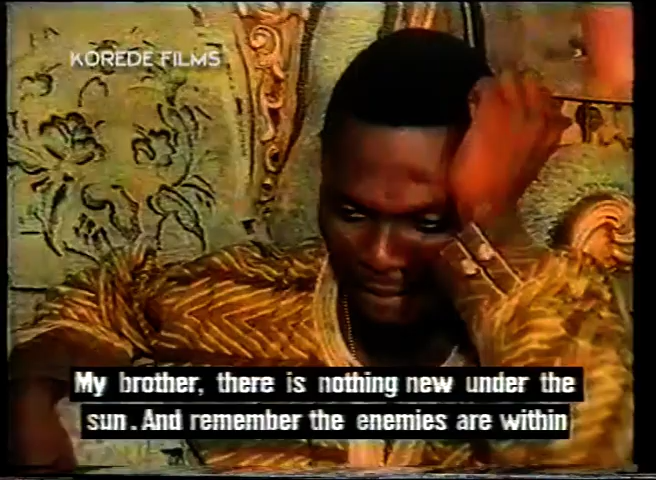 KOREDE FILMS
My brother, there is nothing new under the
sun. And remember the enemies are within